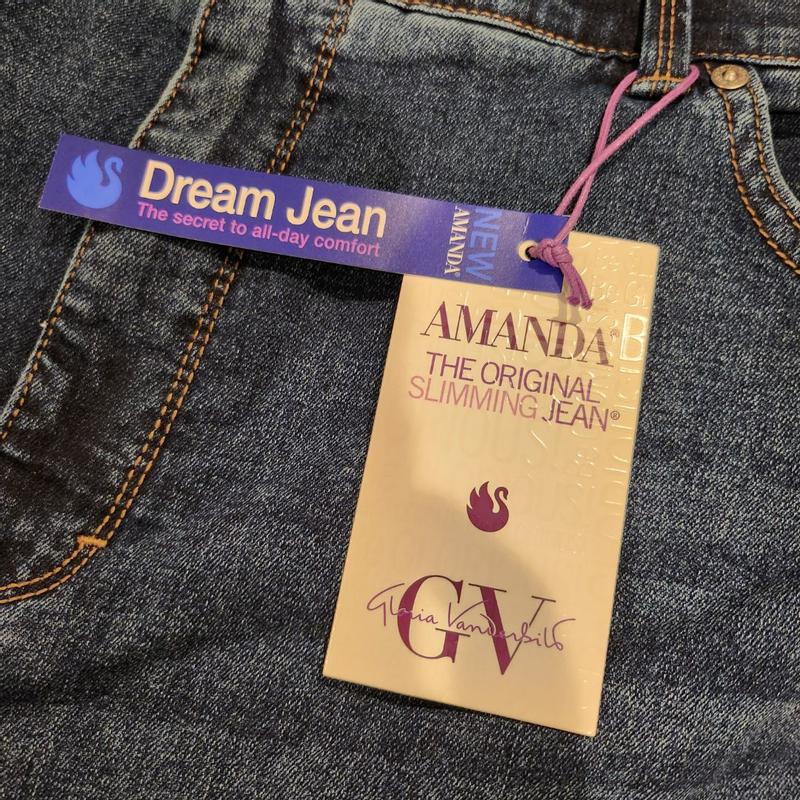 Dream Jean
The secret to all-day comfort
NEW
AMANDA®
AMANDA®
THE ORIGINAL
SLIMMING JEAN®
GV
Gloria Vanderbilt